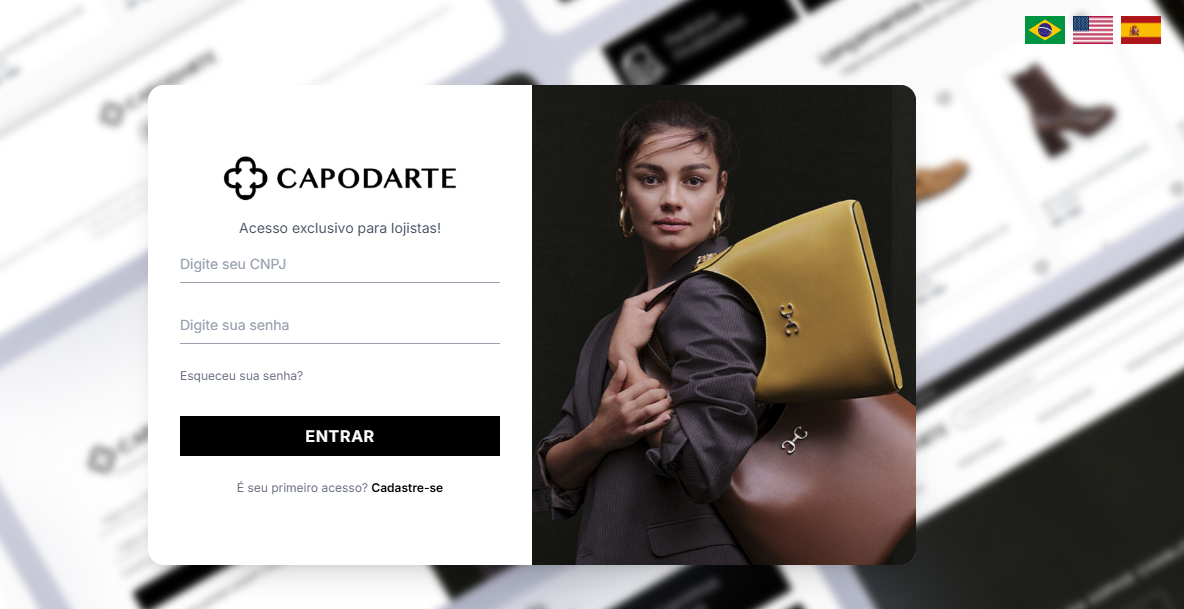 CAPODARTE
Acesso exclusivo para lojistas!
Digite seu CNPJ
Digite sua senha
Esqueceu sua senha?
ENTRAR
É seu primeiro acesso? Cadastre-se